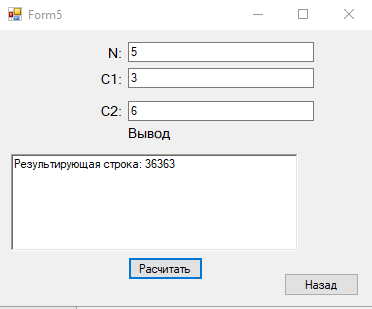 Form5
N: 5
C1: 3
C2: 6
Вывод
Результирующая строка: 36363
Расчитать
Назад